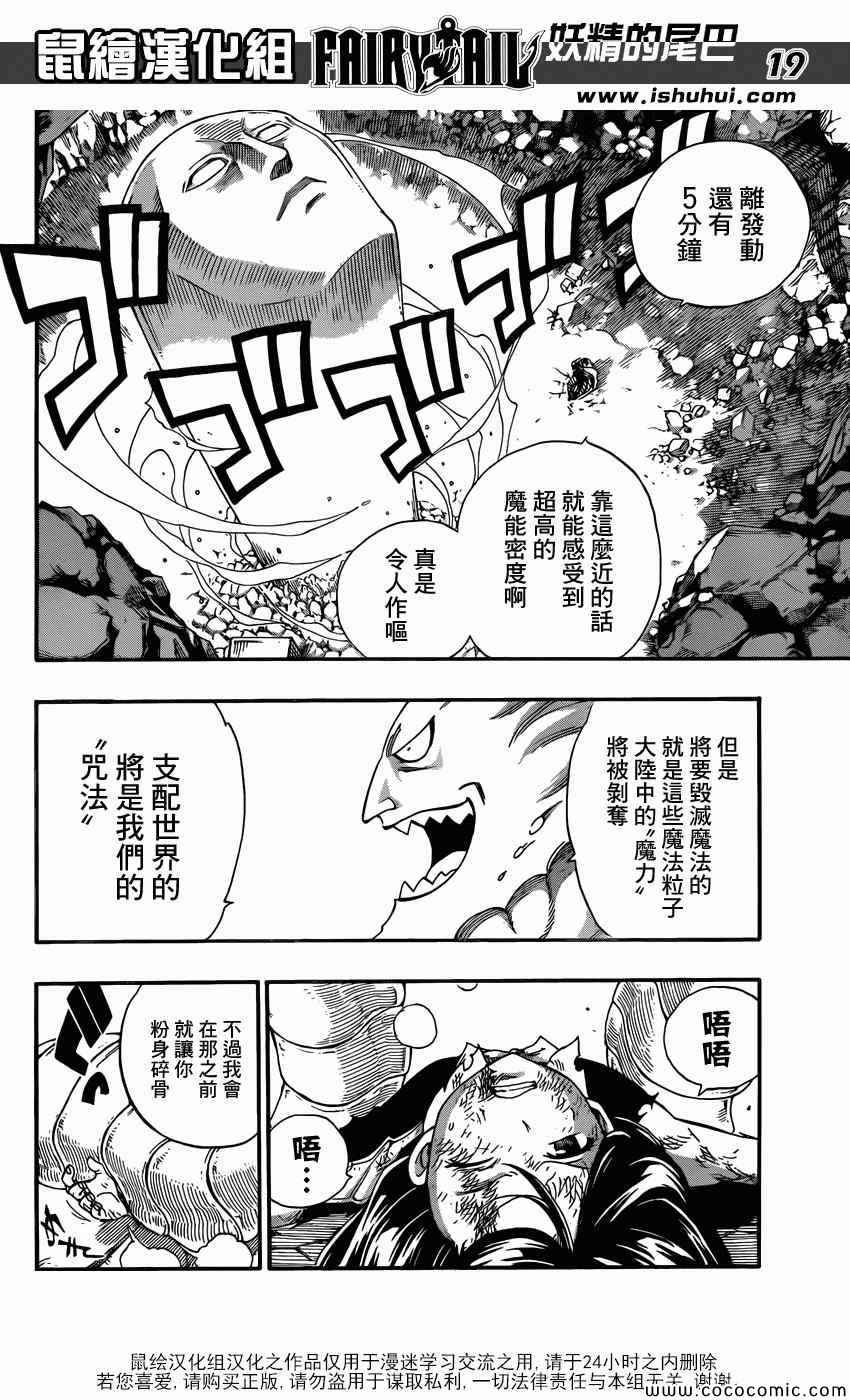 鼠繪漢化組
FAIRY TAIL
妖精的尾巴
19
www.ishuhui.com
離發動
還有
5分鐘
ゴゴゴゴ
靠這麼近的話
就能感受到
超高的
魔能密度啊
真是
令人作嘔
但是
將要毀滅魔法的
就是這些魔法粒子
大陸中的〝魔力〞
將被剝奪
支配世界的
將是我們的
〝咒法〞
唔
唔
唔…
不過我會
在那之前
就讓你
粉身碎骨
鼠绘汉化组汉化之作品仅用于漫迷学习交流之用, 请于24小时之内删除
若您喜爱, 请购买正版, 请勿用于谋取私利, 一切法律责任与本组无关, 谢谢.
www.cococomic.com